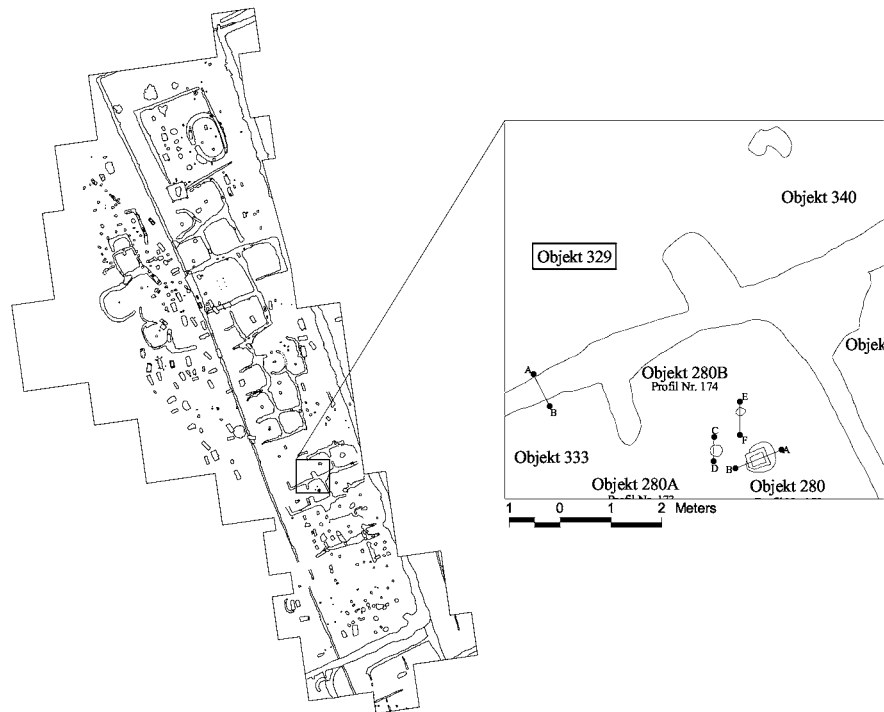 Objekt 340
Objekt 329
Objek
A
Objekt 280B
Profil Nr. 174
B
E
F
C
D
A
B
Objekt 333
Objekt 280A
Objekt 280
1 0 1 2 Meters